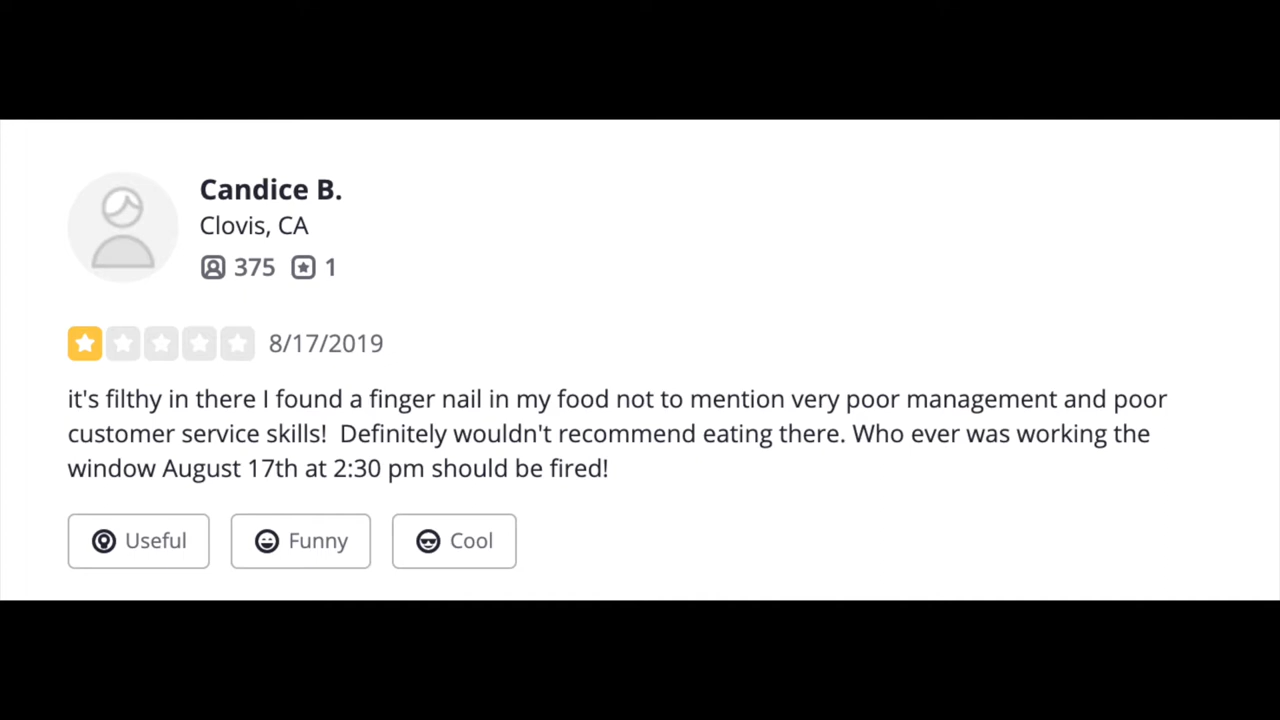 Candice B.
Clovis, CA
375 1
8/17/2019
it's filthy in there I found a finger nail in my food not to mention very poor management and poor
customer service skills!  Definitely wouldn't recommend eating there. Who ever was working the
window August 17th at 2:30 pm should be fired!
Useful Funny Cool